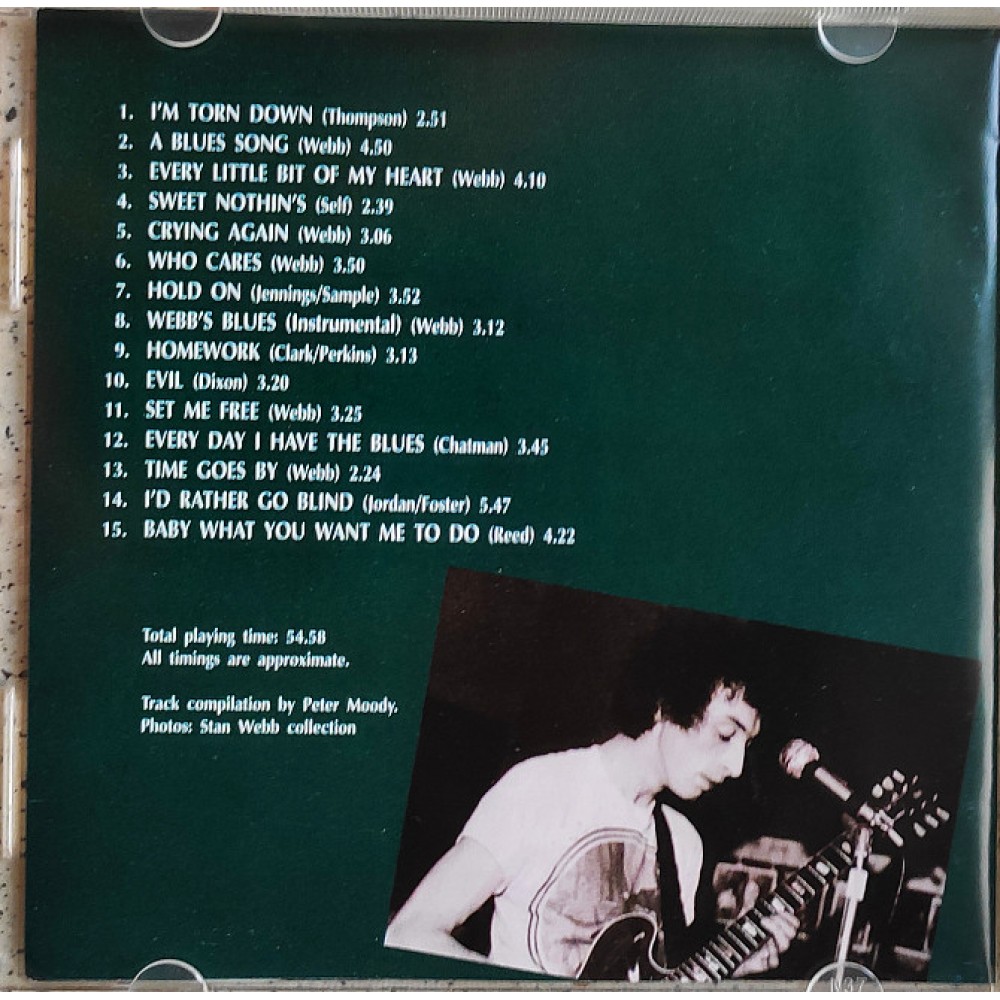 1. I'M TORN DOWN (Thompson) 2.51
2. A BLUES SONG (Webb) 4.50
3. EVERY LITTLE BIT OF MY HEART (Webb) 4.10
4. SWEET NOTHIN'S (Self) 2.39
5. CRYING AGAIN (Webb) 3.06
6. WHO CARES (Webb) 3.50
7. HOLD ON (Jennings/Sample) 3.52
8. WEBB'S BLUES (Instrumental) (Webb) 3.12
9. HOMEWORK (Clark/Perkins) 3.13
10. EVIL (Dixon) 3.20
11. SET ME FREE (Webb) 3.25
12. EVERY DAY I HAVE THE BLUES (Chatman) 3.45
13. TIME GOES BY (Webb) 2.24
14. I'D RATHER GO BLIND (Jordan/Foster) 5.47
15. BABY WHAT YOU WANT ME TO DO (Reed) 4.22
Total playing time: 54.58
All timings are approximate.
Track compilation by Peter Moody.
Photos: Stan Webb collection